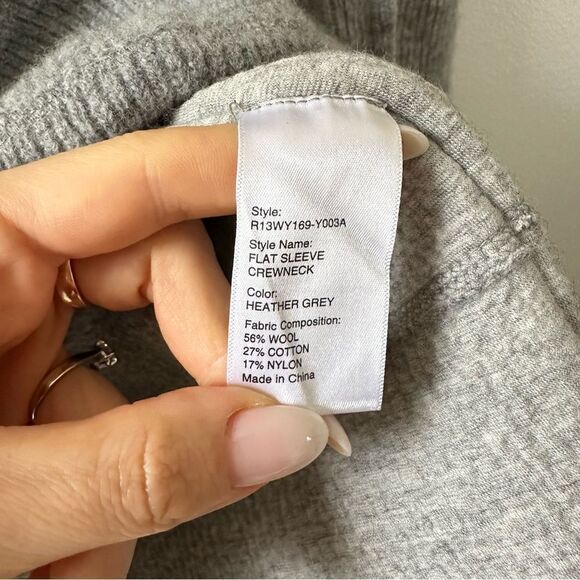 Style:
R13WY169-Y003A
Style Name:
FLAT SLEEVE
CREWNECK
Color:
HEATHER GREY
Fabric Composition:
56% WOOL
27% COTTON
17% NYLON
Made in China